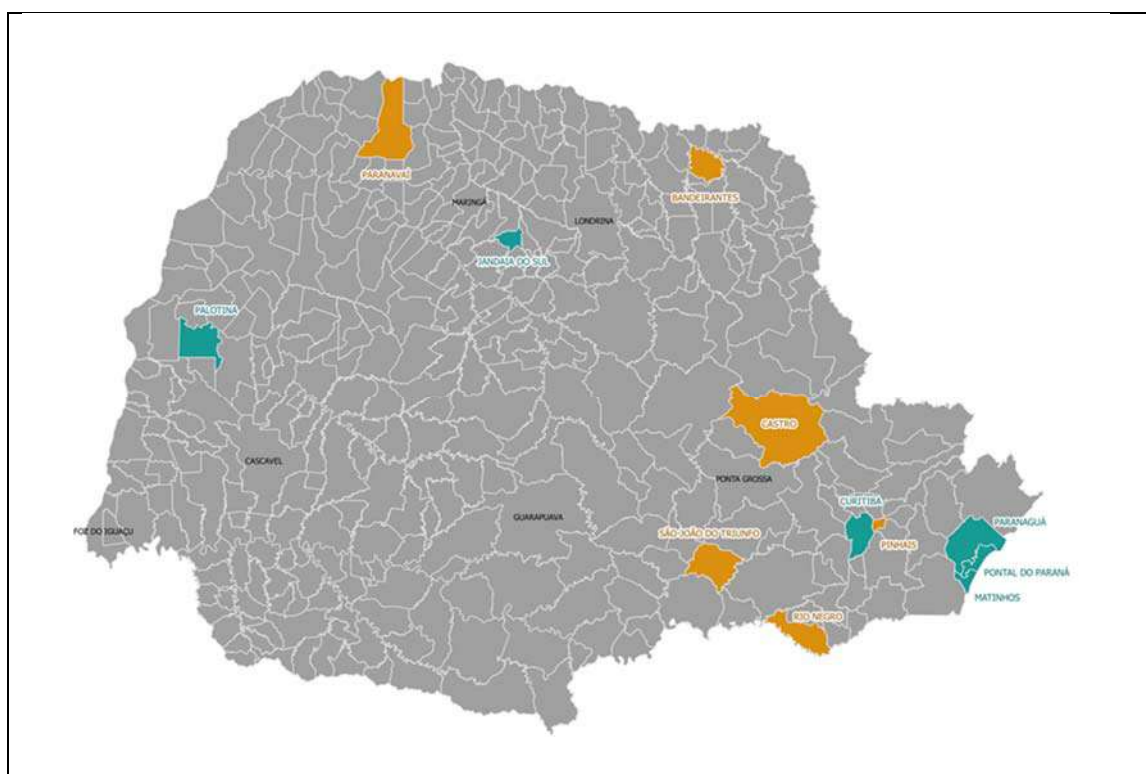 PARANAVAÍ
BANDEIRANTES
MARINGÁ
LONDRINA
JANDAIA DO SUL
PALOTINA
CASTRO
CASCAVEL
PONTA GROSSA
CURITIBA
GUARAPUAVA
PARANAGUÁ
FOZ DO IGUAÇU
SÃO JOÃO DO TRIUNFO
PINHAIS
PONTAL DO PARANÁ
MATINHOS
RIO NEGRO